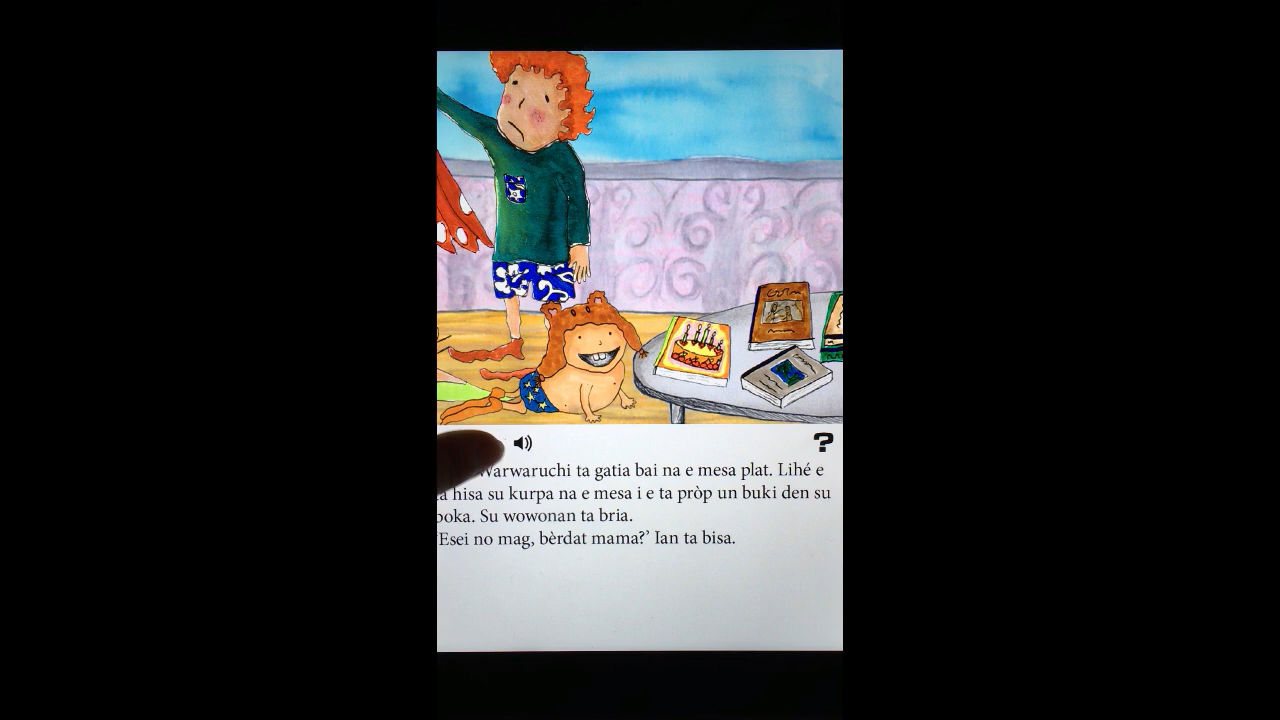 Warwaruchi ta gatia bai na e mesa plat. Lihé e
hisa su kurpa na e mesa i e ta pròp un buki den su
boka. Su wowonan ta bria.
‘Esei no mag, bèrdat mama?’ Ian ta bisa.